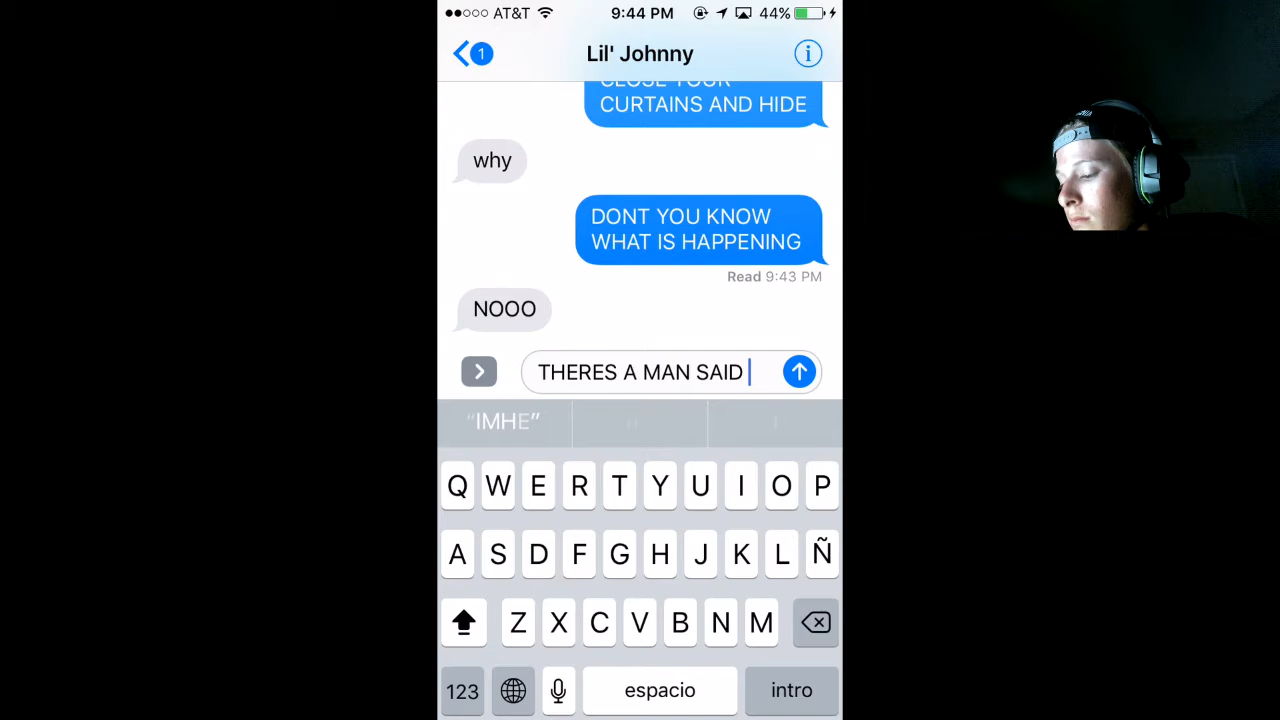 AT&T 9:44 PM 44%
1 Lil' Johnny
CLOSE YOUR
CURTAINS AND HIDE
why
DONT YOU KNOW
WHAT IS HAPPENING
Read 9:43 PM
NOOO
THERES A MAN SAID
“IMHE”
Q W E R T Y U I O P
A S D F G H J K L Ñ
Z X C V B N M
123 espacio intro